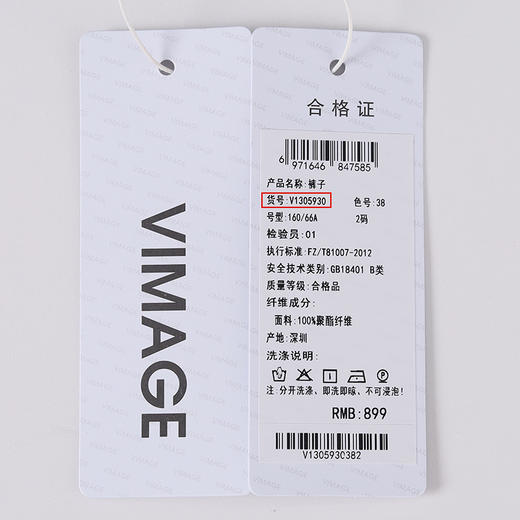 VIMAGE
合格证
6 971646 847585
产品名称:裤子
货号:V1305930 色号:38
号型:160/66A 2码
检验员:01
执行标准:FZ/T81007-2012
安全技术类别:GB18401 B类
质量等级:合格品
纤维成分:
面料:100%聚酯纤维
产地:深圳
洗涤说明:
注:分开洗涤、即洗即晾、不可浸泡!
RMB:899
V1305930382